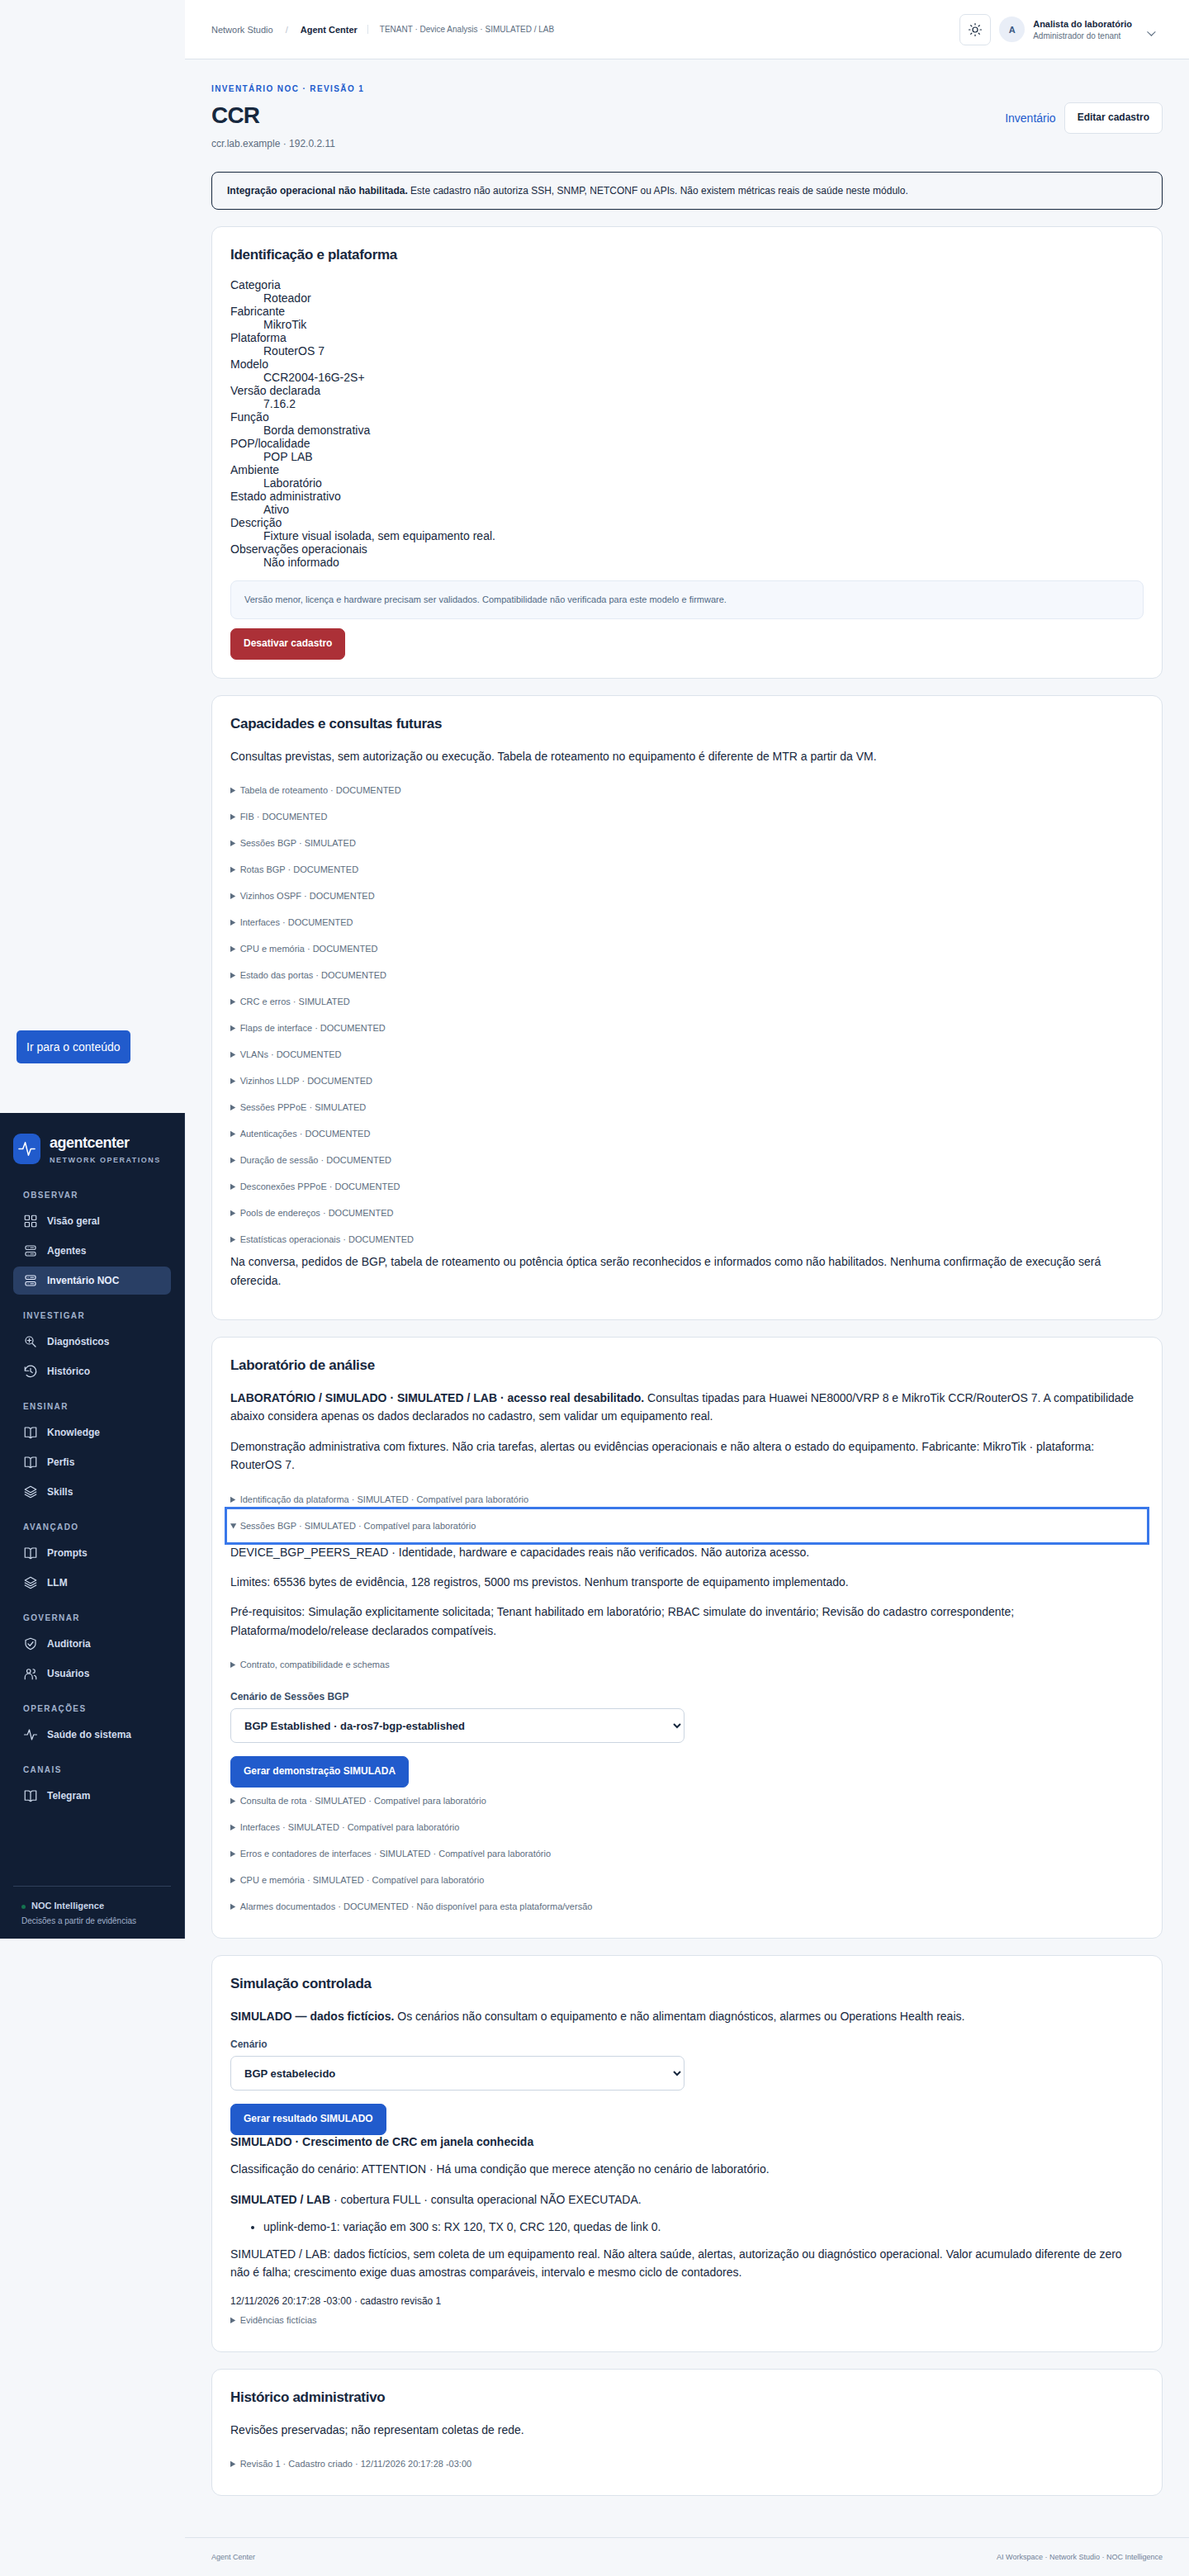 Network Studio / Agent Center TENANT · Device Analysis · SIMULATED / LAB
A Analista do laboratório
Administrador do tenant
INVENTÁRIO NOC · REVISÃO 1
CCR
ccr.lab.example · 192.0.2.11
Inventário
Editar cadastro
Integração operacional não habilitada. Este cadastro não autoriza SSH, SNMP, NETCONF ou APIs. Não existem métricas reais de saúde neste módulo.
Identificação e plataforma
Categoria
Roteador
Fabricante
MikroTik
Plataforma
RouterOS 7
Modelo
CCR2004-16G-2S+
Versão declarada
7.16.2
Função
Borda demonstrativa
POP/localidade
POP LAB
Ambiente
Laboratório
Estado administrativo
Ativo
Descrição
Fixture visual isolada, sem equipamento real.
Observações operacionais
Não informado
Versão menor, licença e hardware precisam ser validados. Compatibilidade não verificada para este modelo e firmware.
Desativar cadastro
Capacidades e consultas futuras
Consultas previstas, sem autorização ou execução. Tabela de roteamento no equipamento é diferente de MTR a partir da VM.
Tabela de roteamento · DOCUMENTED
FIB · DOCUMENTED
Sessões BGP · SIMULATED
Rotas BGP · DOCUMENTED
Vizinhos OSPF · DOCUMENTED
Interfaces · DOCUMENTED
CPU e memória · DOCUMENTED
Estado das portas · DOCUMENTED
CRC e erros · SIMULATED
Flaps de interface · DOCUMENTED
VLANs · DOCUMENTED
Vizinhos LLDP · DOCUMENTED
Sessões PPPoE · SIMULATED
Autenticações · DOCUMENTED
Duração de sessão · DOCUMENTED
Desconexões PPPoE · DOCUMENTED
Pools de endereços · DOCUMENTED
Estatísticas operacionais · DOCUMENTED
Na conversa, pedidos de BGP, tabela de roteamento ou potência óptica serão reconhecidos e informados como não habilitados. Nenhuma confirmação de execução será
oferecida.
Ir para o conteúdo
agentcenter
NETWORK OPERATIONS
OBSERVAR
Visão geral
Agentes
Inventário NOC
INVESTIGAR
Diagnósticos
Histórico
ENSINAR
Knowledge
Perfis
Skills
AVANÇADO
Prompts
LLM
GOVERNAR
Auditoria
Usuários
OPERAÇÕES
Saúde do sistema
CANAIS
Telegram
NOC Intelligence
Decisões a partir de evidências
Laboratório de análise
LABORATÓRIO / SIMULADO · SIMULATED / LAB · acesso real desabilitado. Consultas tipadas para Huawei NE8000/VRP 8 e MikroTik CCR/RouterOS 7. A compatibilidade
abaixo considera apenas os dados declarados no cadastro, sem validar um equipamento real.
Demonstração administrativa com fixtures. Não cria tarefas, alertas ou evidências operacionais e não altera o estado do equipamento. Fabricante: MikroTik · plataforma:
RouterOS 7.
Identificação da plataforma · SIMULATED · Compatível para laboratório
Sessões BGP · SIMULATED · Compatível para laboratório
DEVICE_BGP_PEERS_READ · Identidade, hardware e capacidades reais não verificados. Não autoriza acesso.
Limites: 65536 bytes de evidência, 128 registros, 5000 ms previstos. Nenhum transporte de equipamento implementado.
Pré-requisitos: Simulação explicitamente solicitada; Tenant habilitado em laboratório; RBAC simulate do inventário; Revisão do cadastro correspondente;
Plataforma/modelo/release declarados compatíveis.
Contrato, compatibilidade e schemas
Cenário de Sessões BGP
BGP Established · da-ros7-bgp-established
Gerar demonstração SIMULADA
Consulta de rota · SIMULATED · Compatível para laboratório
Interfaces · SIMULATED · Compatível para laboratório
Erros e contadores de interfaces · SIMULATED · Compatível para laboratório
CPU e memória · SIMULATED · Compatível para laboratório
Alarmes documentados · DOCUMENTED · Não disponível para esta plataforma/versão
Simulação controlada
SIMULADO — dados fictícios. Os cenários não consultam o equipamento e não alimentam diagnósticos, alarmes ou Operations Health reais.
Cenário
BGP estabelecido
Gerar resultado SIMULADO
SIMULADO · Crescimento de CRC em janela conhecida
Classificação do cenário: ATTENTION · Há uma condição que merece atenção no cenário de laboratório.
SIMULATED / LAB · cobertura FULL · consulta operacional NÃO EXECUTADA.
• uplink-demo-1: variação em 300 s: RX 120, TX 0, CRC 120, quedas de link 0.
SIMULATED / LAB: dados fictícios, sem coleta de um equipamento real. Não altera saúde, alertas, autorização ou diagnóstico operacional. Valor acumulado diferente de zero
não é falha; crescimento exige duas amostras comparáveis, intervalo e mesmo ciclo de contadores.
12/11/2026 20:17:28 -03:00 · cadastro revisão 1
Evidências fictícias
Histórico administrativo
Revisões preservadas; não representam coletas de rede.
Revisão 1 · Cadastro criado · 12/11/2026 20:17:28 -03:00
Agent Center
AI Workspace · Network Studio · NOC Intelligence